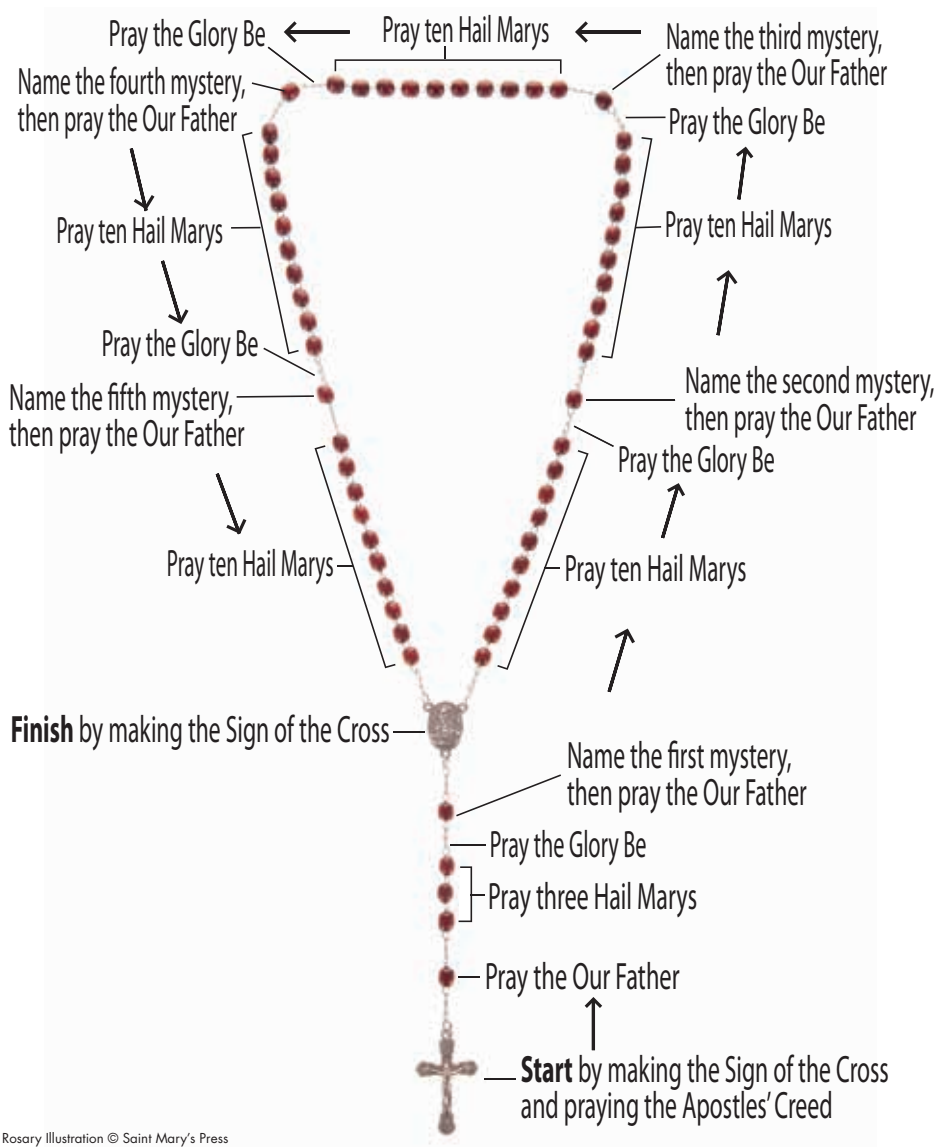 Pray the Glory Be
Pray ten Hail Marys
Name the third mystery,
then pray the Our Father
Name the fourth mystery,
then pray the Our Father
Pray the Glory Be
Pray ten Hail Marys
Pray ten Hail Marys
Pray the Glory Be
Name the fifth mystery,
then pray the Our Father
Name the second mystery,
then pray the Our Father
Pray the Glory Be
Pray ten Hail Marys
Pray ten Hail Marys
Finish by making the Sign of the Cross
Name the first mystery,
then pray the Our Father
Pray the Glory Be
Pray three Hail Marys
Pray the Our Father
Start by making the Sign of the Cross
and praying the Apostles' Creed
Rosary Illustration © Saint Mary's Press